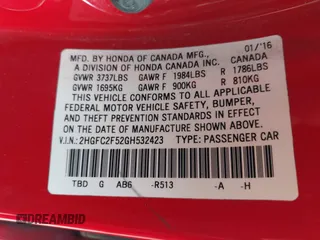 MFD. BY HONDA OF CANADA MFG., 01/16
A DIVISION OF HONDA CANADA INC. CANADA
GVWR 3737LBS GAWR F 1984LBS R 1786LBS
GVWR 1695KG GAWR F 900KG R 810KG
THIS VEHICLE CONFORMS TO ALL APPLICABLE
FEDERAL MOTOR VEHICLE SAFETY, BUMPER,
AND THEFT PREVENTION STANDARDS IN EFFECT ON
THE DATE OF MANUFACTURE SHOWN ABOVE.
V.I.N.: 2HGFC2F52GH532423 TYPE: PASSENGER CAR
TBD G AB6 -R513 -A -H
© DREAMBID